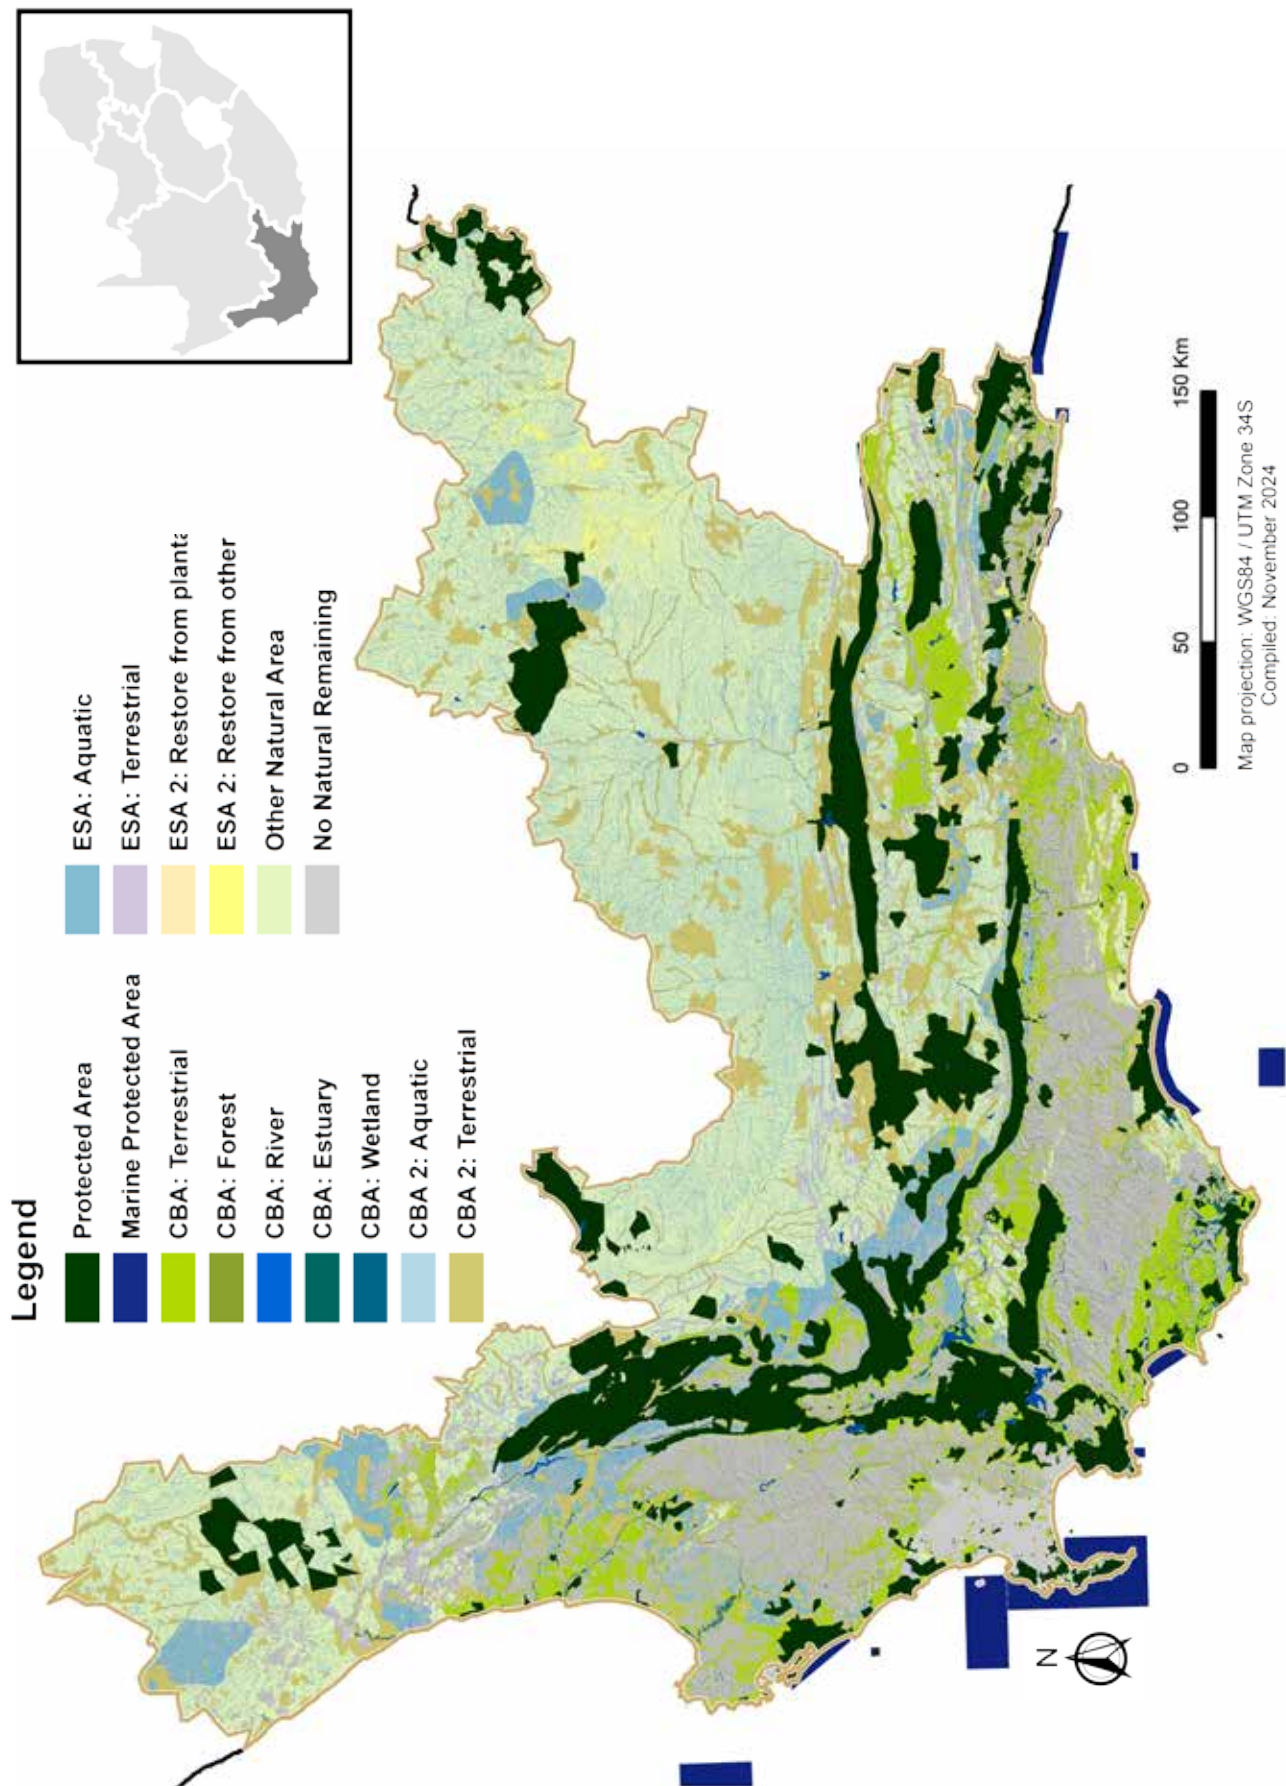 Legend
Protected Area
Marine Protected Area
CBA: Terrestrial
CBA: Forest
CBA: River
CBA: Estuary
CBA: Wetland
CBA 2: Aquatic
CBA 2: Terrestrial
ESA: Aquatic
ESA: Terrestrial
ESA 2: Restore from planta
ESA 2: Restore from other
Other Natural Area
No Natural Remaining
N
0 50 100 150 Km
Map projection: WGS84 / UTM Zone 34S
Compiled: November 2024